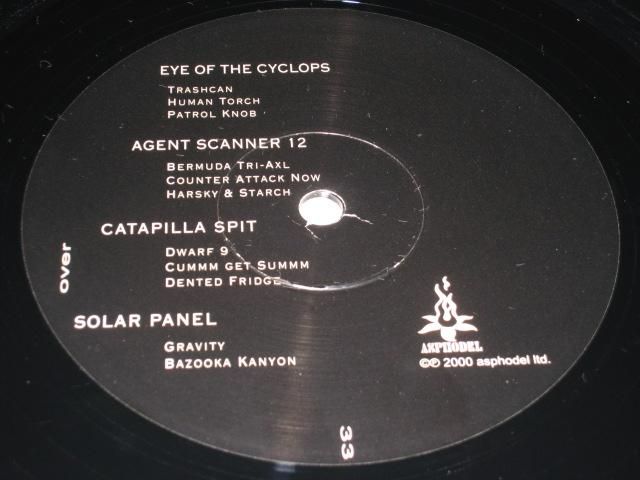 EYE OF THE CYCLOPS
TRASHCAN
HUMAN TORCH
PATROL KNOB
AGENT SCANNER 12
BERMUDA TRI-AXL
COUNTER ATTACK NOW
HARSKY & STARCH
CATAPILLA SPIT
DWARF 9
CUMMM GET SUMMM
DENTED FRIDGE
SOLAR PANEL
GRAVITY
BAZOOKA KANYON
over
ASPHODEL
©℗ 2000 asphodel ltd.
33